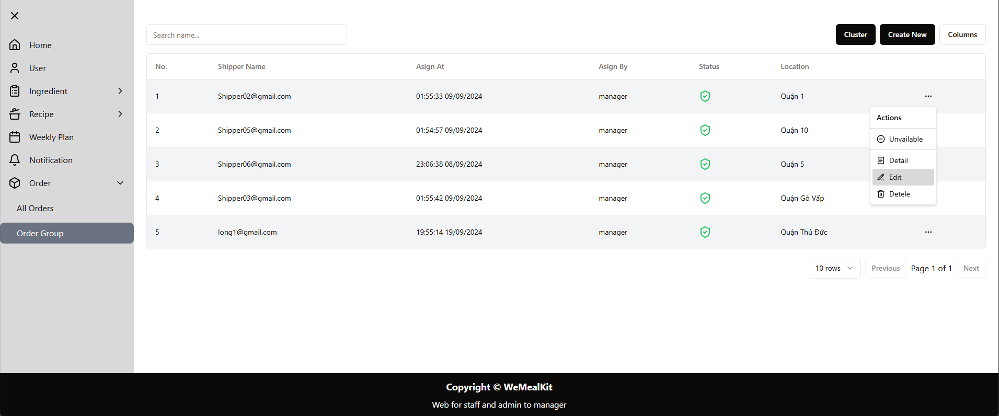 Home
User
Ingredient
Recipe
Weekly Plan
Notification
Order
All Orders
Order Group
Search name...
Cluster
Create New
Columns
No. Shipper Name Asign At Asign By Status Location
1 Shipper02@gmail.com 01:55:33 09/09/2024 manager Quận 1
2 Shipper05@gmail.com 01:54:57 09/09/2024 manager Quận 10
3 Shipper06@gmail.com 23:06:38 08/09/2024 manager Quận 5
4 Shipper03@gmail.com 01:55:42 09/09/2024 manager Quận Gò Vấp
5 long1@gmail.com 19:55:14 19/09/2024 manager Quận Thủ Đức
Actions
Unvailable
Detail
Edit
Detele
10 rows
Previous
Page 1 of 1
Next
Copyright © WeMealKit
Web for staff and admin to manager